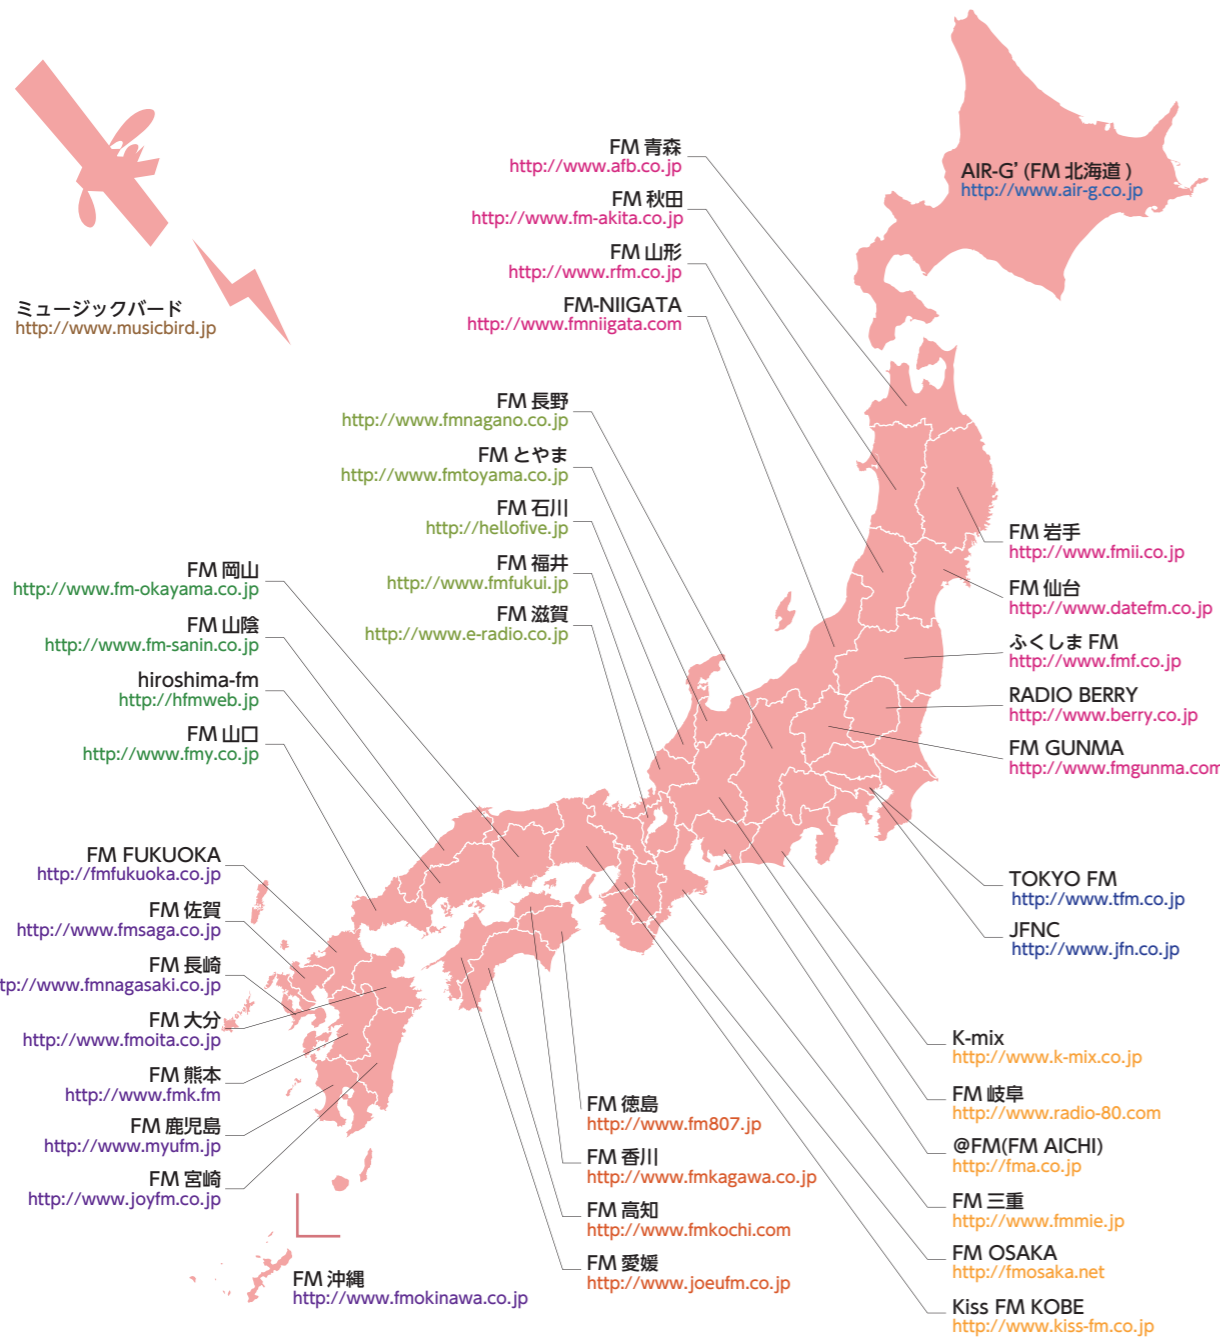 ミュージックバード
http://www.musicbird.jp
AIR-G' (FM 北海道 )
http://www.air-g.co.jp
FM 青森
http://www.afb.co.jp
FM 秋田
http://www.fm-akita.co.jp
FM 山形
http://www.rfm.co.jp
FM-NIIGATA
http://www.fmniigata.com
FM 長野
http://www.fmnagano.co.jp
FM とやま
http://www.fmtoyama.co.jp
FM 石川
http://hellofive.jp
FM 福井
http://www.fmfukui.jp
FM 滋賀
http://www.e-radio.co.jp
FM 岩手
http://www.fmii.co.jp
FM 仙台
http://www.datefm.co.jp
ふくしま FM
http://www.fmf.co.jp
RADIO BERRY
http://www.berry.co.jp
FM GUNMA
http://www.fmgunma.com
TOKYO FM
http://www.tfm.co.jp
JFNC
http://www.jfn.co.jp
FM 岡山
http://www.fm-okayama.co.jp
FM 山陰
http://www.fm-sanin.co.jp
hiroshima-fm
http://hfmweb.jp
FM 山口
http://www.fmy.co.jp
FM FUKUOKA
http://fmfukuoka.co.jp
FM 佐賀
http://www.fmsaga.co.jp
FM 長崎
tp://www.fmnagasaki.co.jp
FM 大分
http://www.fmoita.co.jp
FM 熊本
http://www.fmk.fm
FM 鹿児島
http://www.myufm.jp
FM 宮崎
http://www.joyfm.co.jp
FM 沖縄
http://www.fmokinawa.co.jp
FM 徳島
http://www.fm807.jp
FM 香川
http://www.fmkagawa.co.jp
FM 高知
http://www.fmkochi.com
FM 愛媛
http://www.joeufm.co.jp
K-mix
http://www.k-mix.co.jp
FM 岐阜
http://www.radio-80.com
@FM(FM AICHI)
http://fma.co.jp
FM 三重
http://www.fmmie.jp
FM OSAKA
http://fmosaka.net
Kiss FM KOBE
http://www.kiss-fm.co.jp